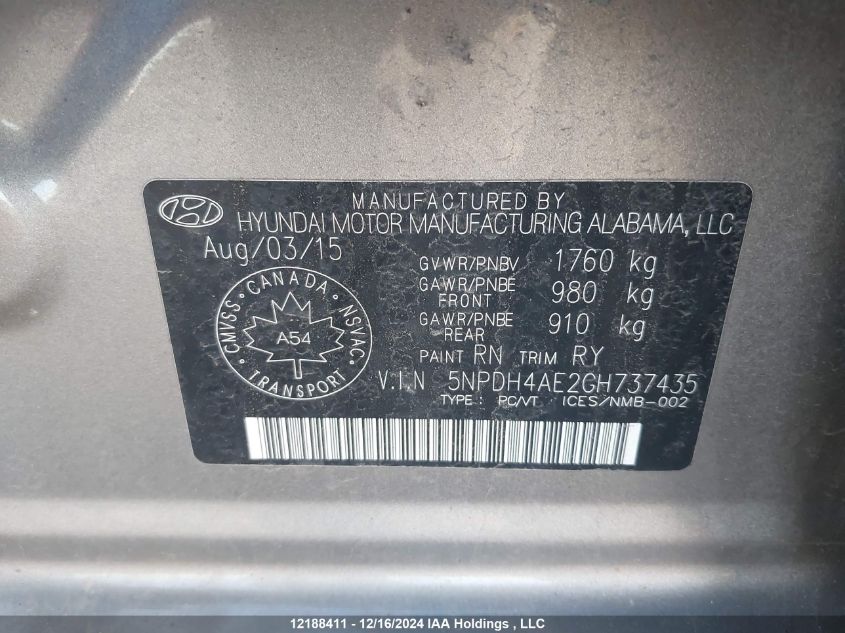 MANUFACTURED BY
HYUNDAI MOTOR MANUFACTURING ALABAMA, LLC
Aug/03/15
GVWR/PNBV 1760 kg
GAWR/PNBE FRONT 980 kg
GAWR/PNBE REAR 910 kg
PAINT RN TRIM RY
CMVSS · CANADA · NSVAC
A54
TRANSPORT
V.I.N 5NPDH4AE2GH737435
TYPE : PC/VT ICES/NMB-002
12188411 - 12/16/2024 IAA Holdings , LLC